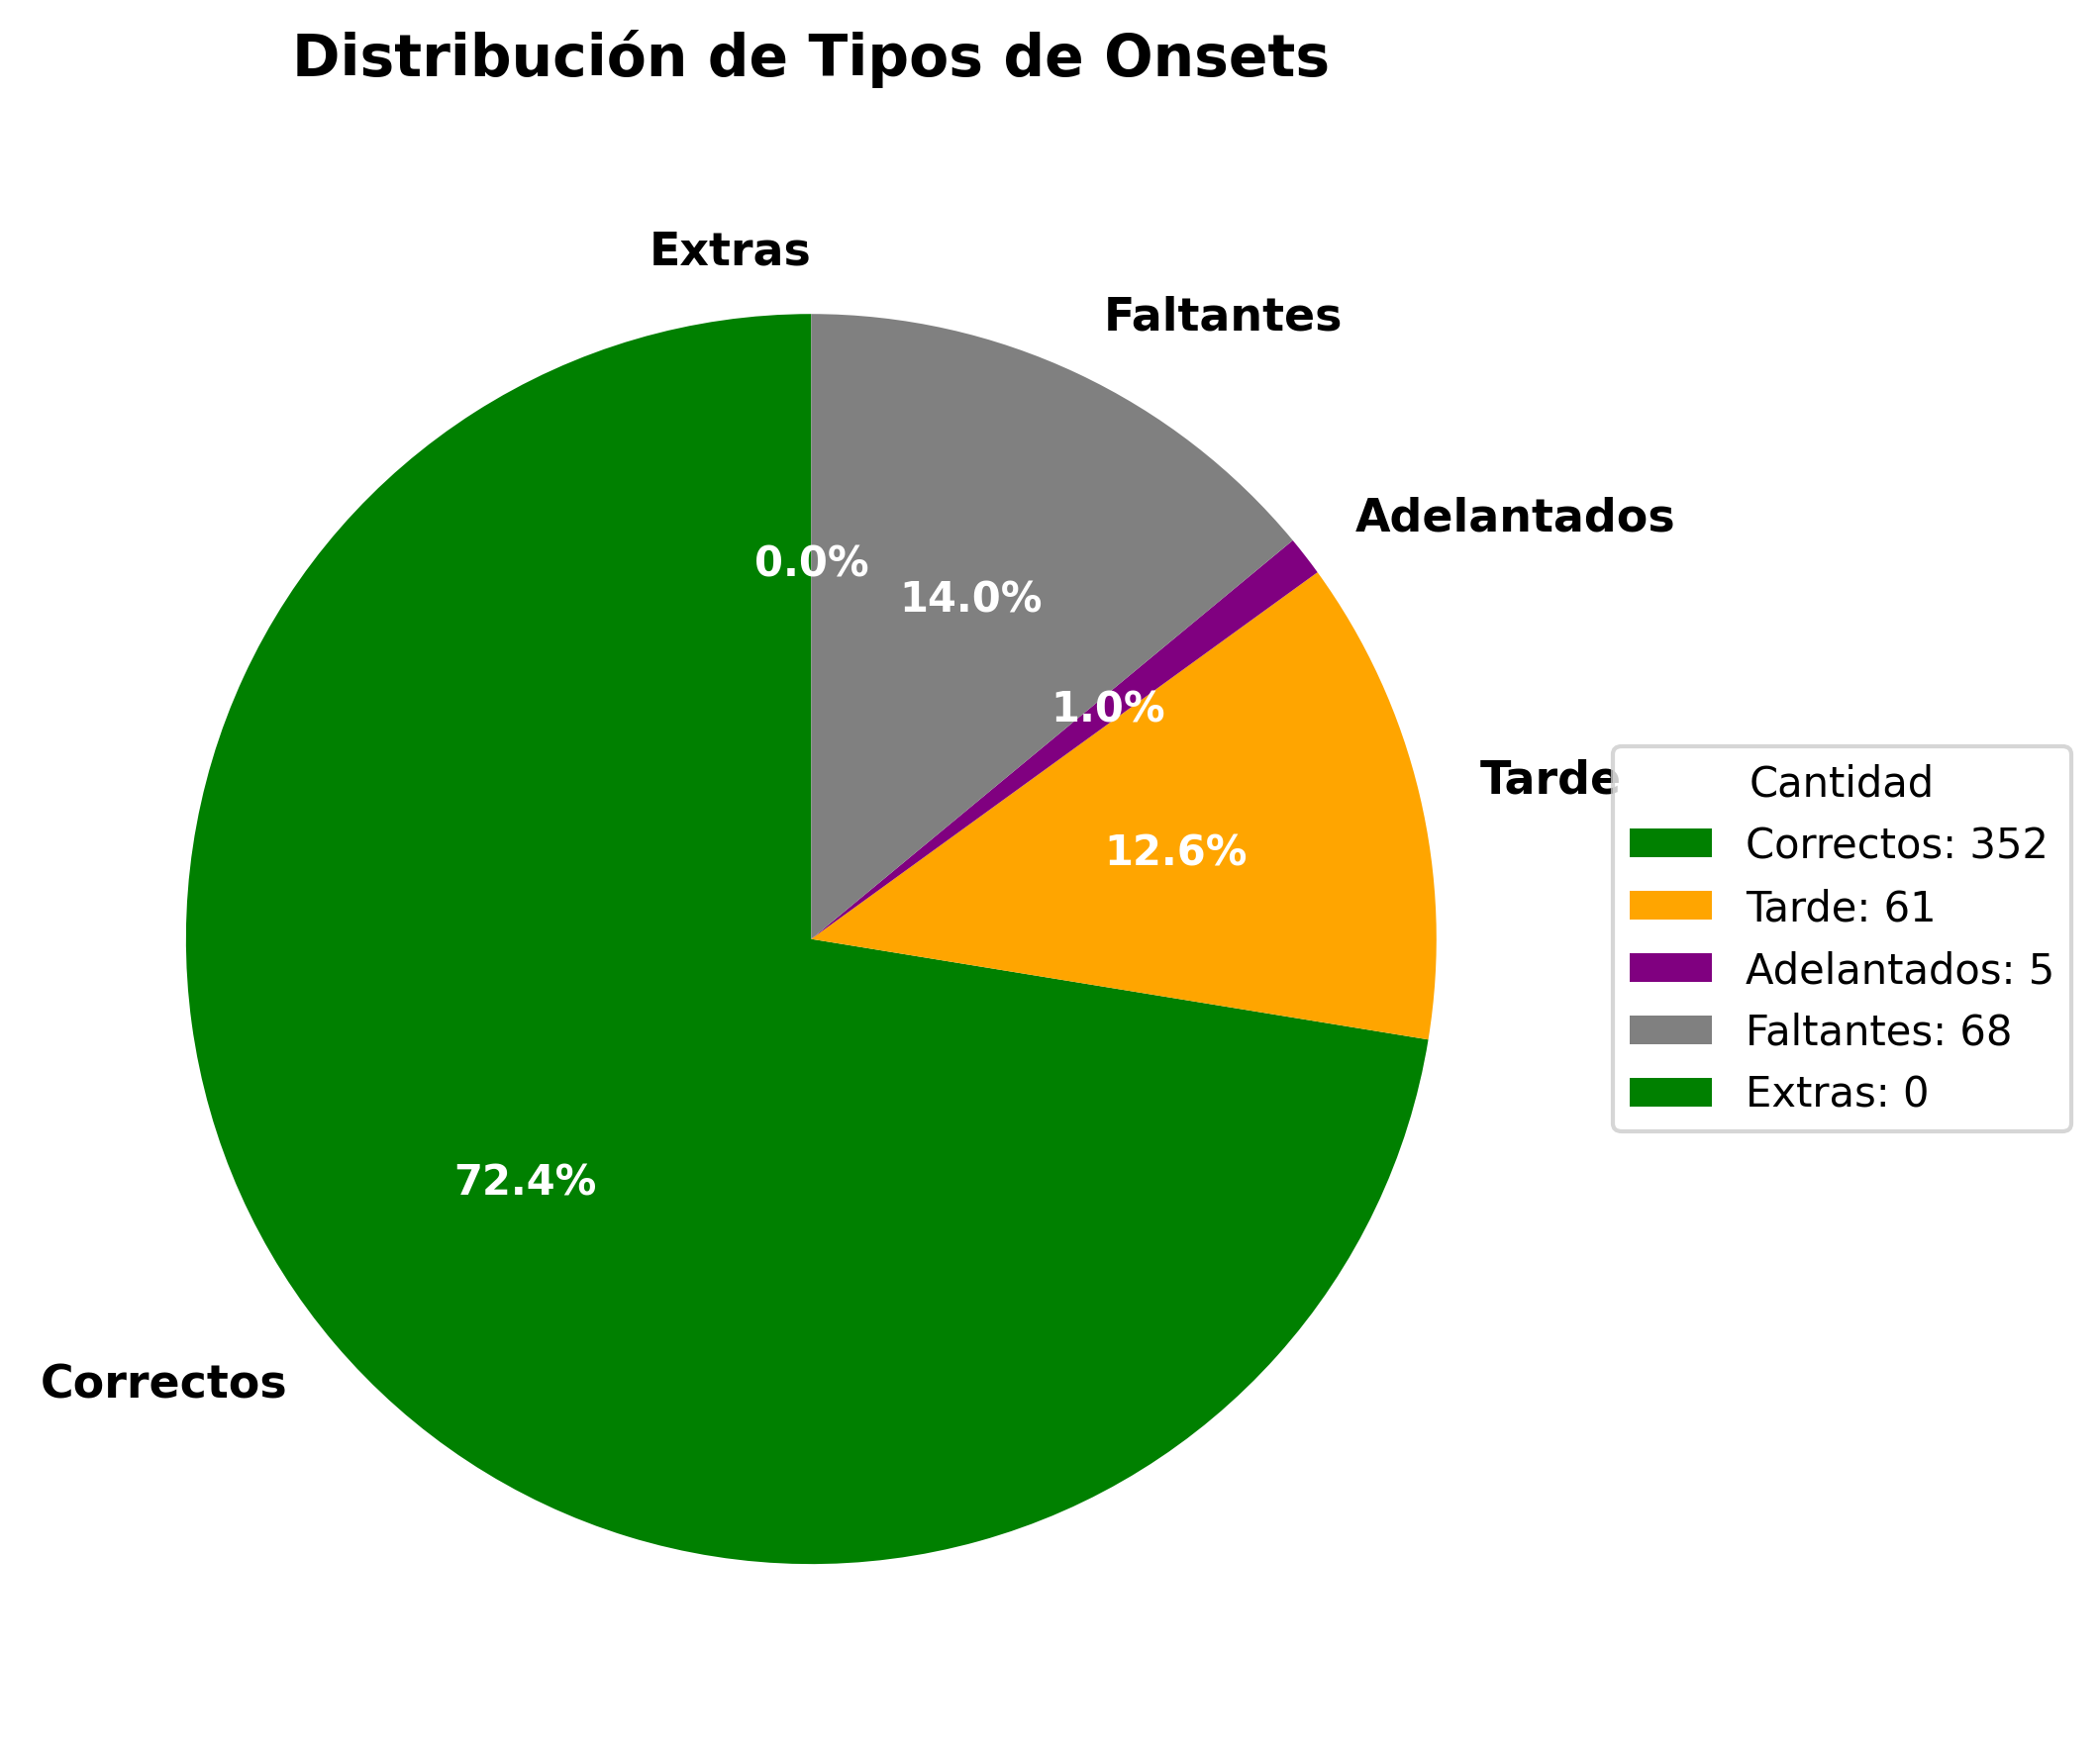 Distribución de Tipos de Onsets
Extras
Faltantes
Adelantados
Tarde
Correctos
0.0%
14.0%
1.0%
12.6%
72.4%
Cantidad
Correctos: 352
Tarde: 61
Adelantados: 5
Faltantes: 68
Extras: 0